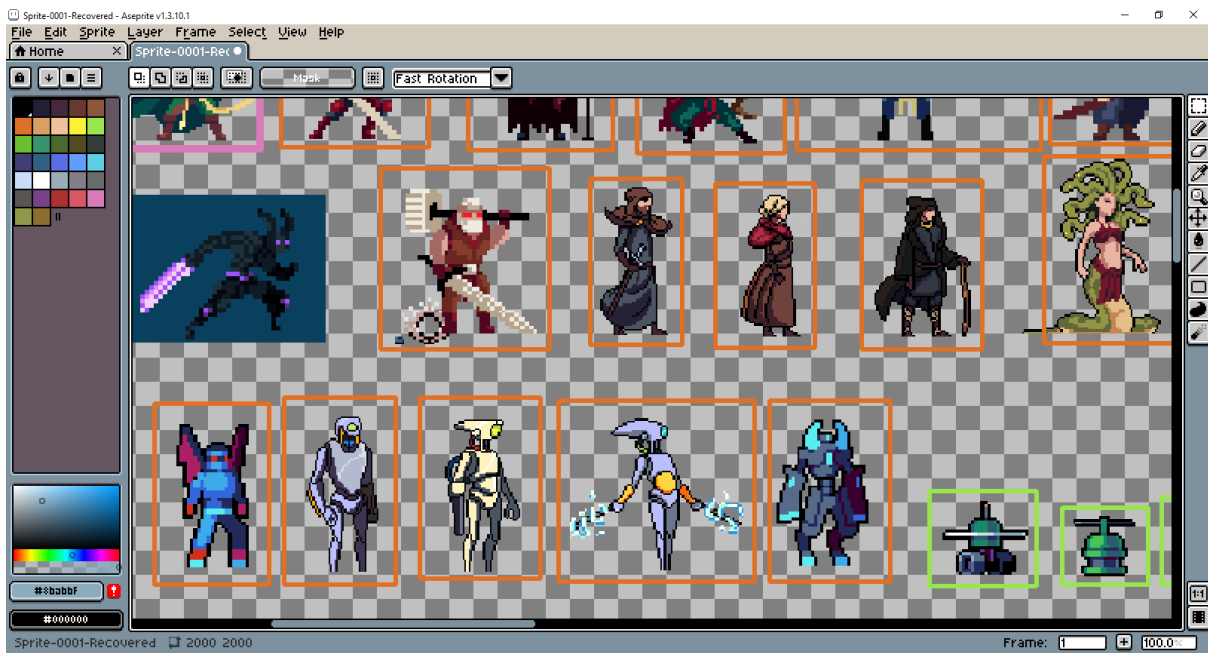 Sprite-0001-Recovered - Aseprite v1.3.10.1
File Edit Sprite Layer Frame Select View Help
Home Sprite-0001-Rec
Mask Fast Rotation
#8babbf
#000000
Sprite-0001-Recovered 2000 2000 Frame: 1 100.0%
1:1